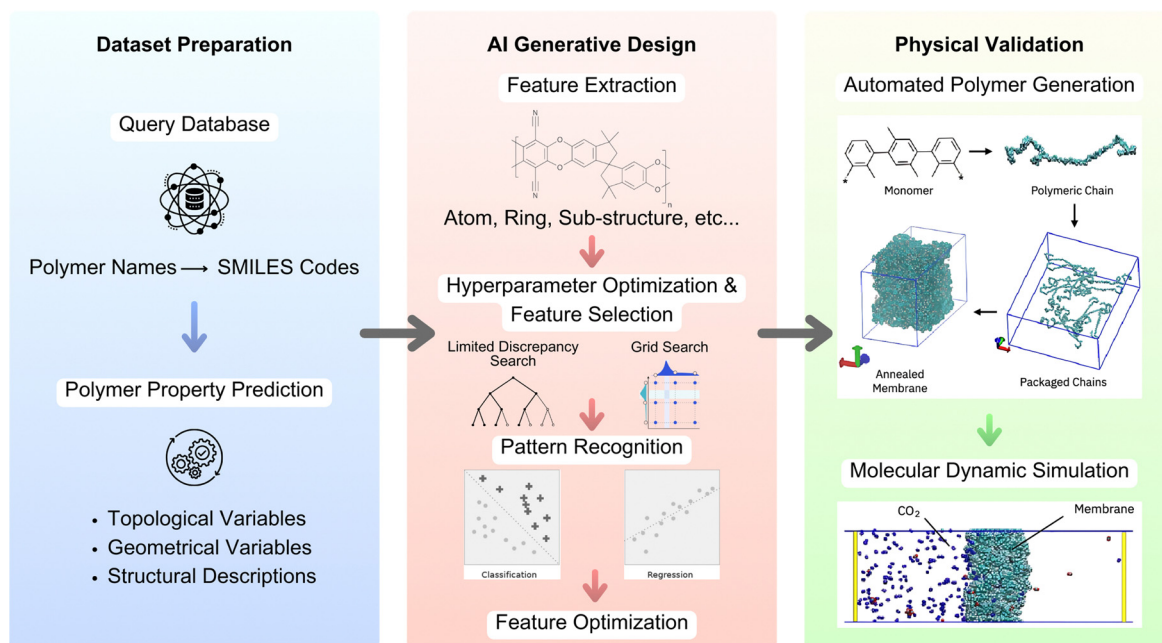 Dataset Preparation
Query Database
Polymer Names → SMILES Codes
Polymer Property Prediction
• Topological Variables
• Geometrical Variables
• Structural Descriptions
AI Generative Design
Feature Extraction
N
O
O
O
O
N
n
Atom, Ring, Sub-structure, etc...
Hyperparameter Optimization &
Feature Selection
Limited Discrepancy
Search
Grid Search
Pattern Recognition
Classification
Regression
Feature Optimization
Physical Validation
Automated Polymer Generation
*
*
Monomer
Polymeric Chain
Annealed
Membrane
Packaged Chains
Molecular Dynamic Simulation
CO₂
Membrane